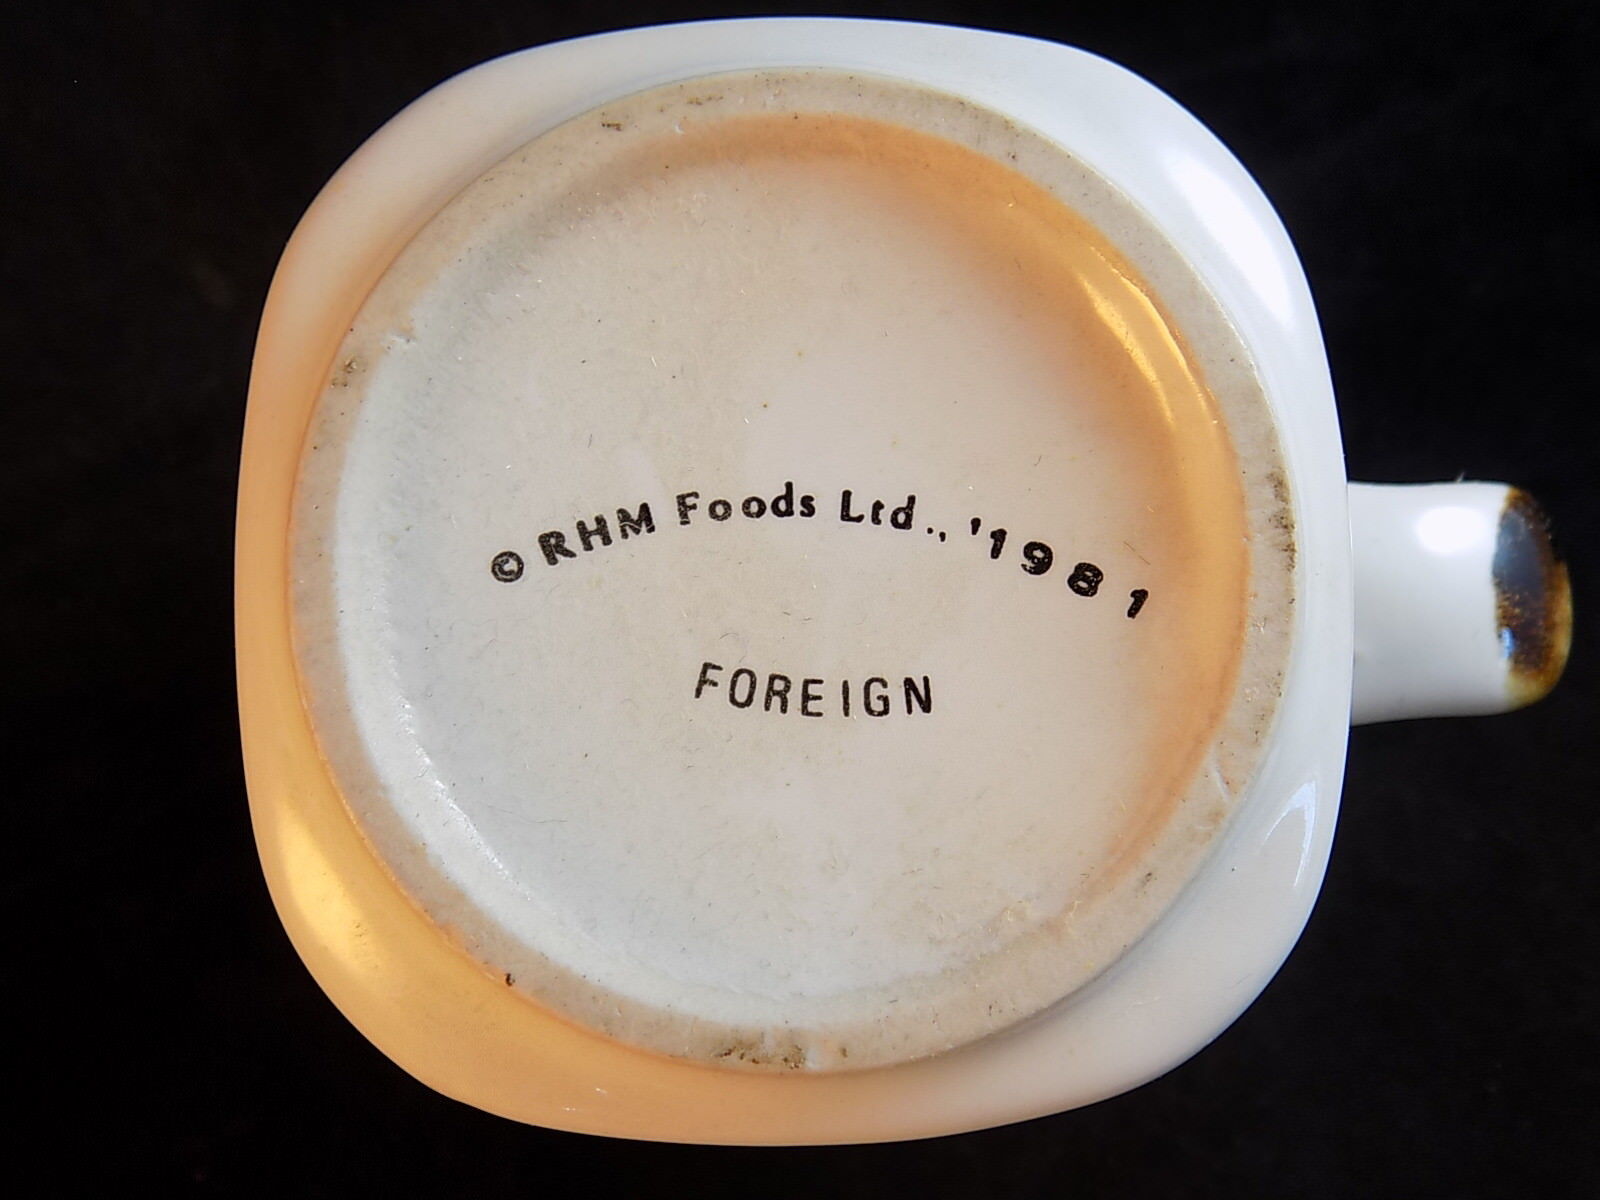 © RHM Foods Ltd., '1981
FOREIGN